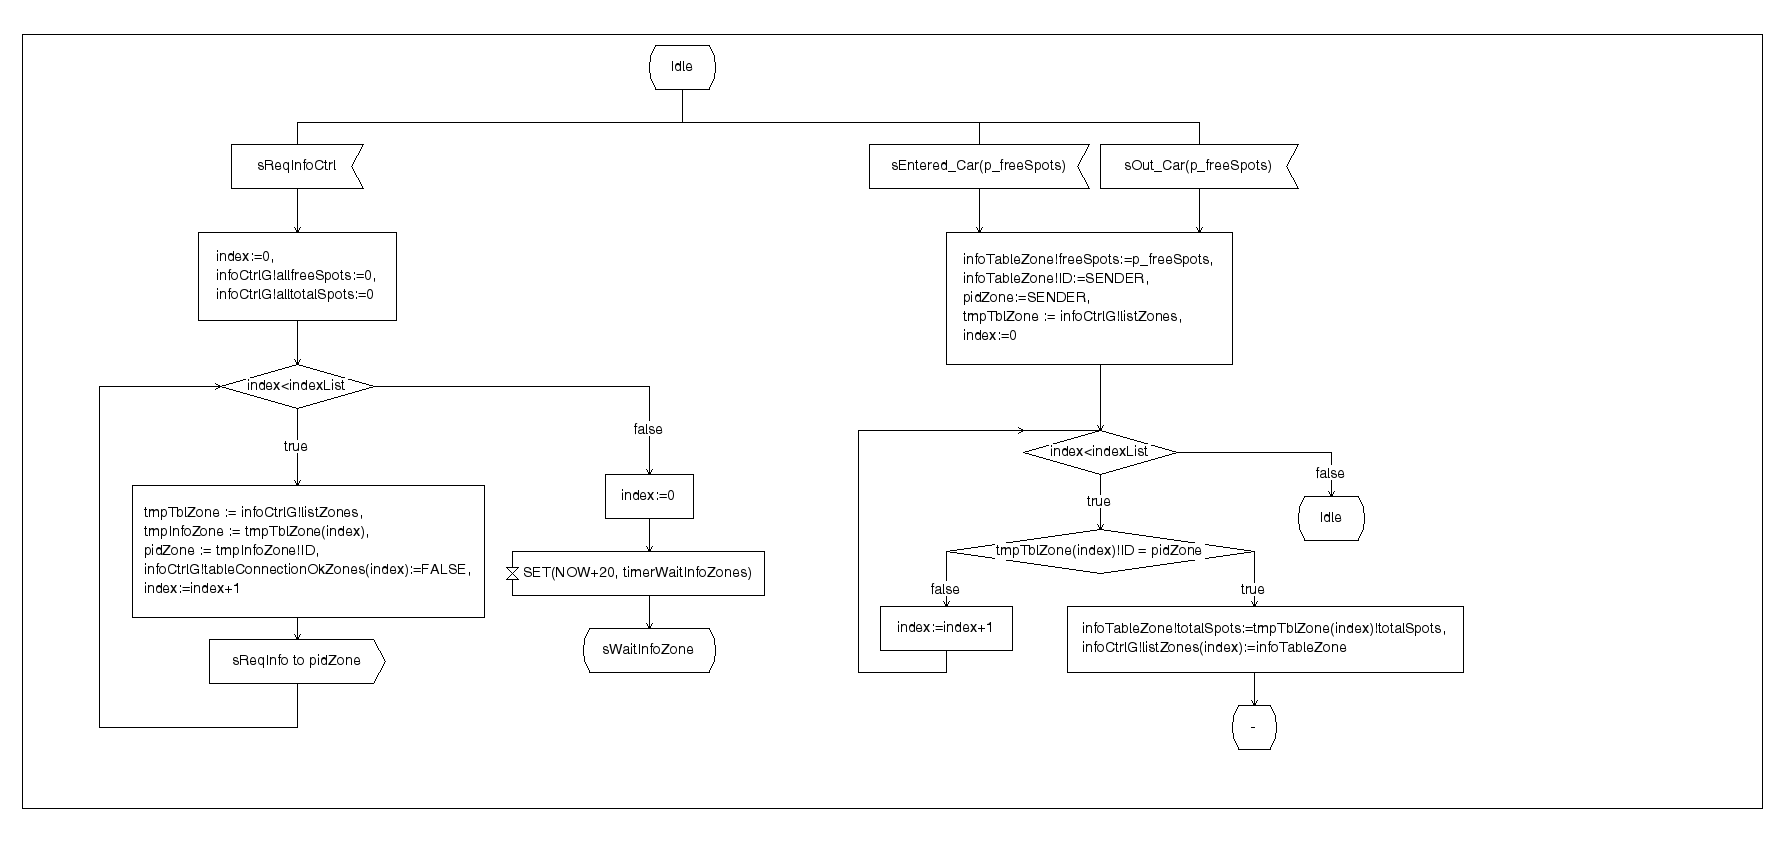 Idle
sReqInfoCtrl
sEntered_Car(p_freeSpots)
sOut_Car(p_freeSpots)
index:=0,
infoCtrlG!allfreeSpots:=0,
infoCtrlG!alltotalSpots:=0
index<indexList
true
false
tmpTblZone := infoCtrlG!listZones,
tmpInfoZone := tmpTblZone(index),
pidZone := tmpInfoZone!ID,
infoCtrlG!tableConnectionOkZones(index):=FALSE,
index:=index+1
sReqInfo to pidZone
index:=0
SET(NOW+20, timerWaitInfoZones)
sWaitInfoZone
infoTableZone!freeSpots:=p_freeSpots,
infoTableZone!ID:=SENDER,
pidZone:=SENDER,
tmpTblZone := infoCtrlG!listZones,
index:=0
index<indexList
false
Idle
true
tmpTblZone(index)!ID = pidZone
false
true
index:=index+1
infoTableZone!totalSpots:=tmpTblZone(index)!totalSpots,
infoCtrlG!listZones(index):=infoTableZone
-